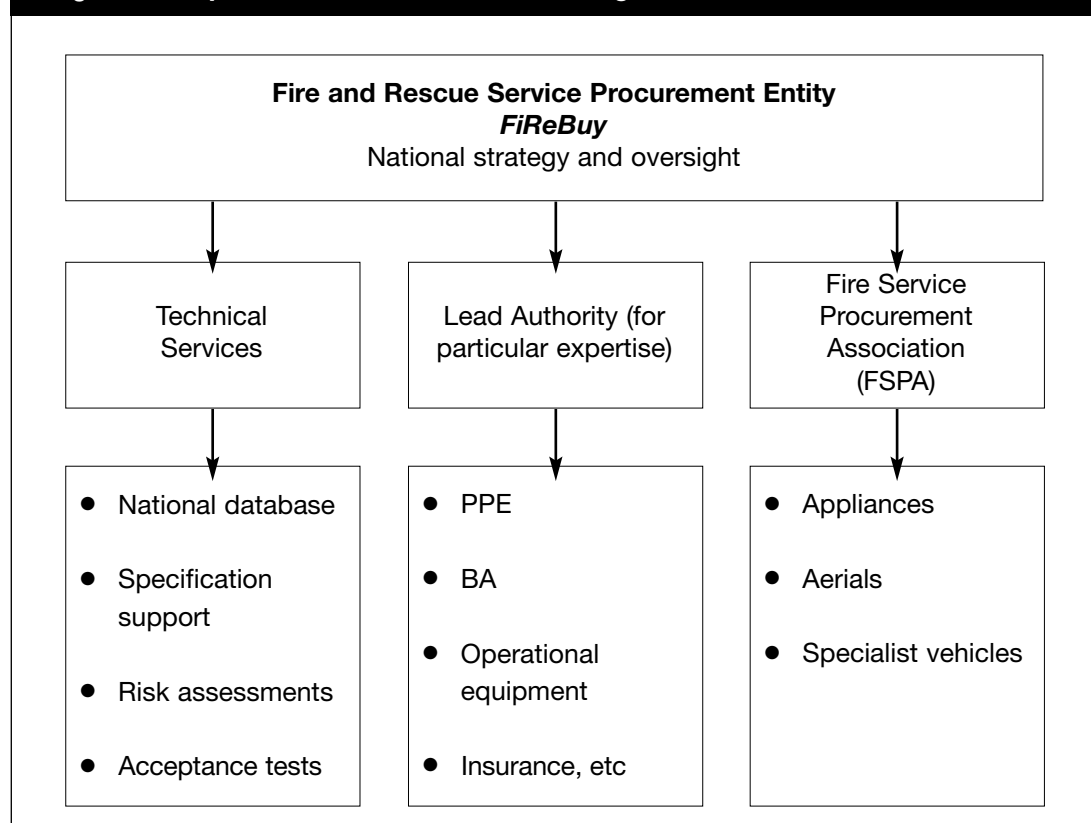 Fire and Rescue Service Procurement Entity
FiReBuy
National strategy and oversight
Technical
Services
Lead Authority (for
particular expertise)
Fire Service
Procurement
Association
(FSPA)
● National database
● Specification
support
● Risk assessments
● Acceptance tests
● PPE
● BA
● Operational
equipment
● Insurance, etc
● Appliances
● Aerials
● Specialist vehicles